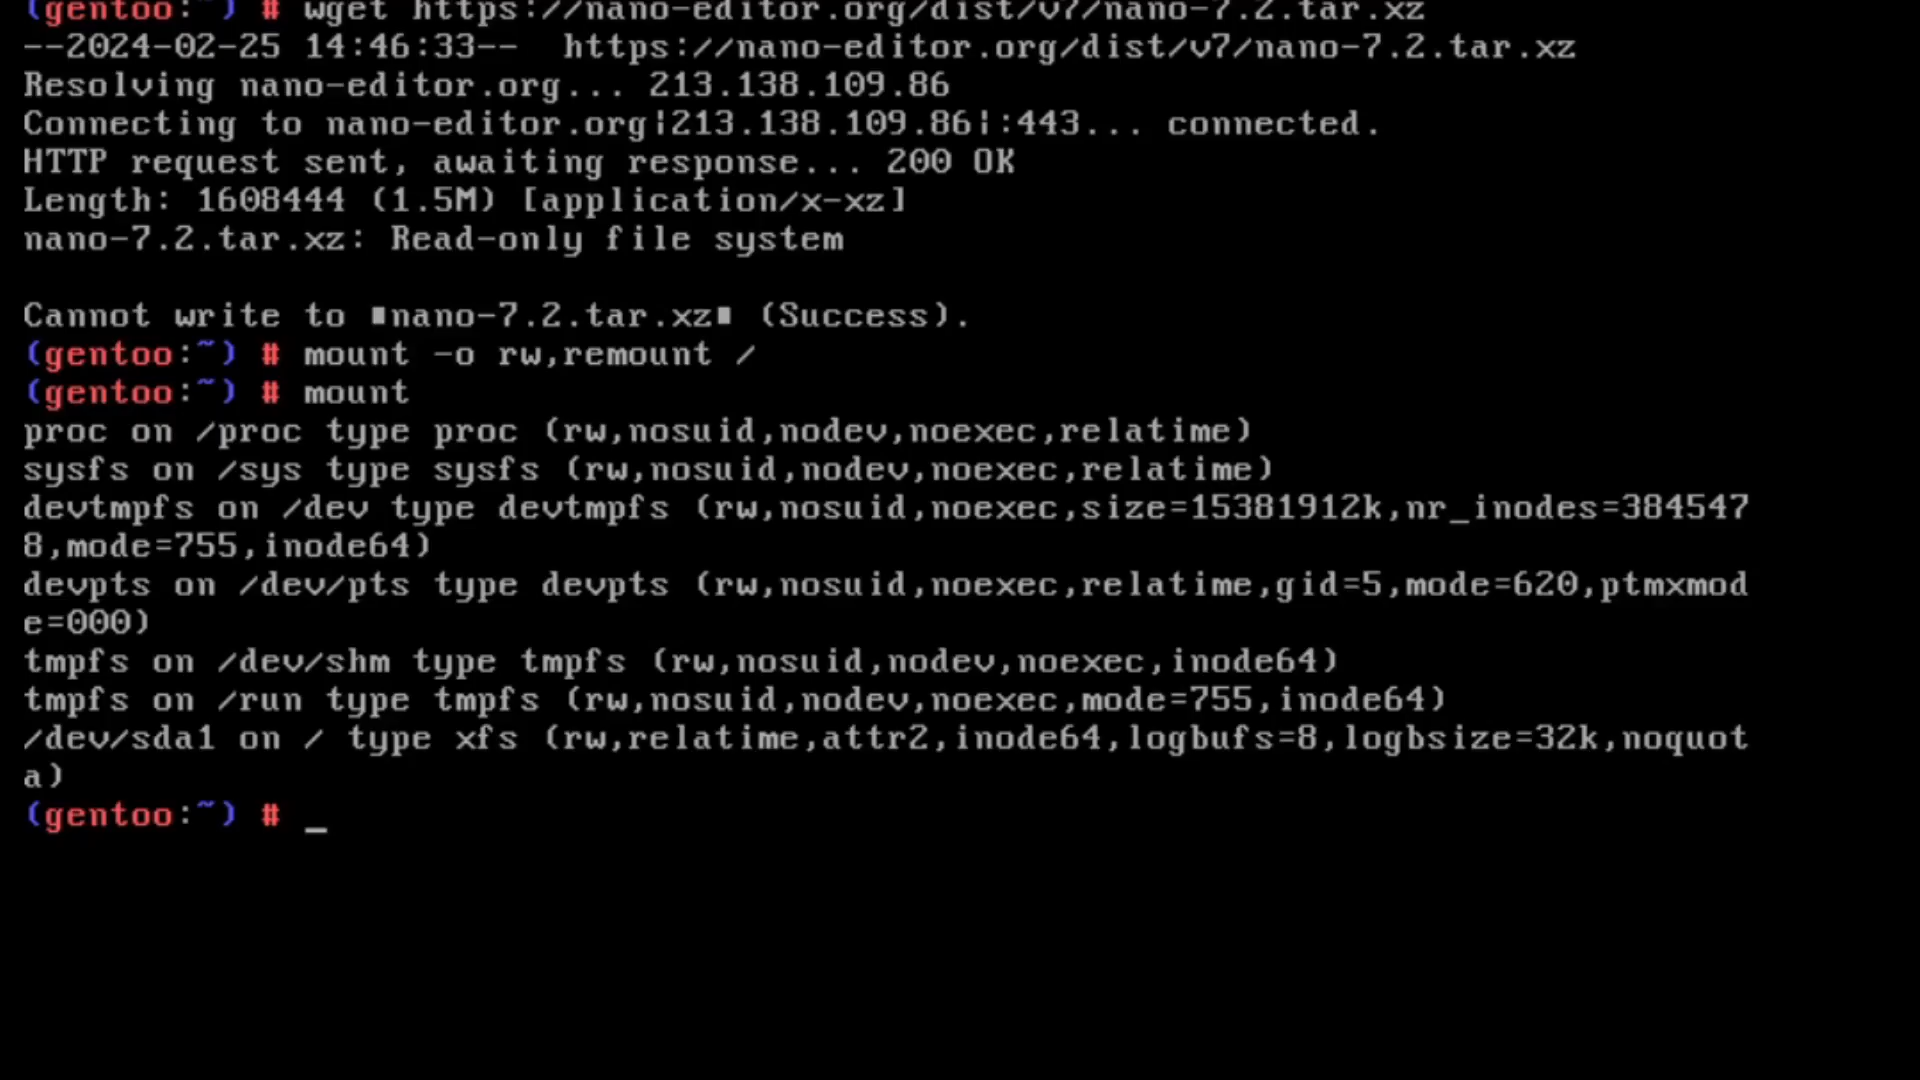 (gentoo:~) # wget https://nano-editor.org/dist/v7/nano-7.2.tar.xz
--2024-02-25 14:46:33--  https://nano-editor.org/dist/v7/nano-7.2.tar.xz
Resolving nano-editor.org... 213.138.109.86
Connecting to nano-editor.org|213.138.109.86|:443... connected.
HTTP request sent, awaiting response... 200 OK
Length: 1608444 (1.5M) [application/x-xz]
nano-7.2.tar.xz: Read-only file system
Cannot write to ■nano-7.2.tar.xz■ (Success).
(gentoo:~) # mount -o rw,remount /
(gentoo:~) # mount
proc on /proc type proc (rw,nosuid,nodev,noexec,relatime)
sysfs on /sys type sysfs (rw,nosuid,nodev,noexec,relatime)
devtmpfs on /dev type devtmpfs (rw,nosuid,noexec,size=15381912k,nr_inodes=384547
8,mode=755,inode64)
devpts on /dev/pts type devpts (rw,nosuid,noexec,relatime,gid=5,mode=620,ptmxmod
e=000)
tmpfs on /dev/shm type tmpfs (rw,nosuid,nodev,noexec,inode64)
tmpfs on /run type tmpfs (rw,nosuid,nodev,noexec,mode=755,inode64)
/dev/sda1 on / type xfs (rw,relatime,attr2,inode64,logbufs=8,logbsize=32k,noquot
a)
(gentoo:~) # _